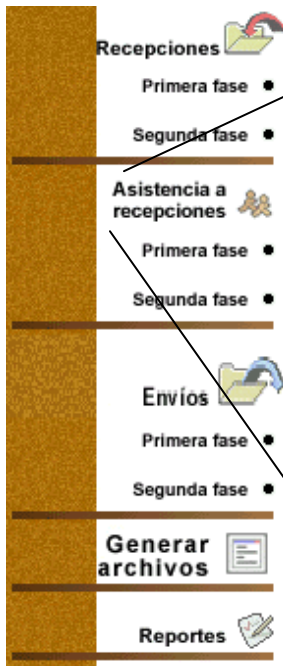 Recepciones
Primera fase
Segunda fase
Asistencia a
recepciones
Primera fase
Segunda fase
Envíos
Primera fase
Segunda fase
Generar
archivos
Reportes